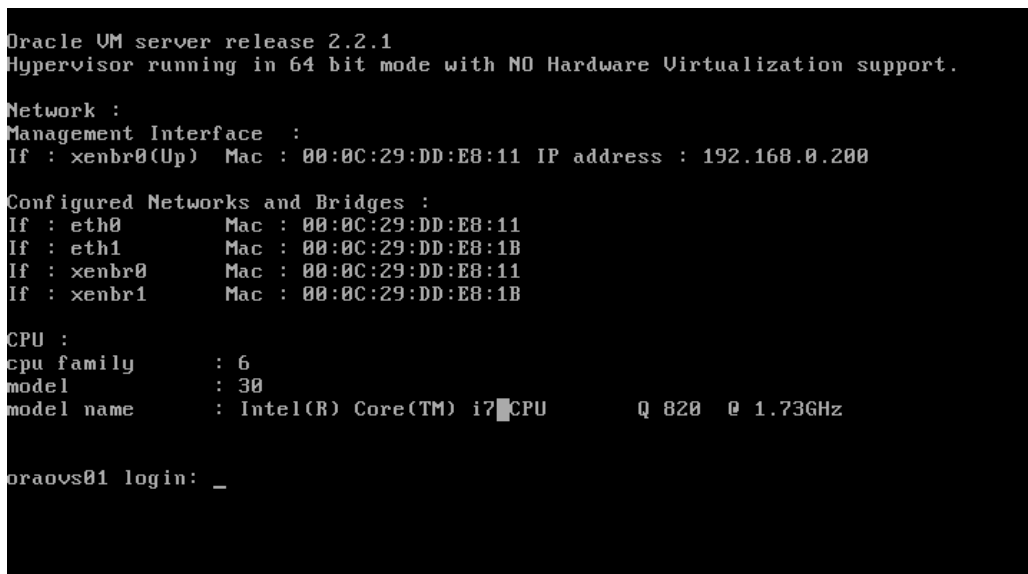 Oracle VM server release 2.2.1
Hypervisor running in 64 bit mode with NO Hardware Virtualization support.
Network :
Management Interface  :
If : xenbr0(Up)  Mac : 00:0C:29:DD:E8:11 IP address : 192.168.0.200
Configured Networks and Bridges :
If : eth0        Mac : 00:0C:29:DD:E8:11
If : eth1        Mac : 00:0C:29:DD:E8:1B
If : xenbr0      Mac : 00:0C:29:DD:E8:11
If : xenbr1      Mac : 00:0C:29:DD:E8:1B
CPU :
cpu family      : 6
model           : 30
model name      : Intel(R) Core(TM) i7 CPU       Q 820  @ 1.73GHz
oraovs01 login: _